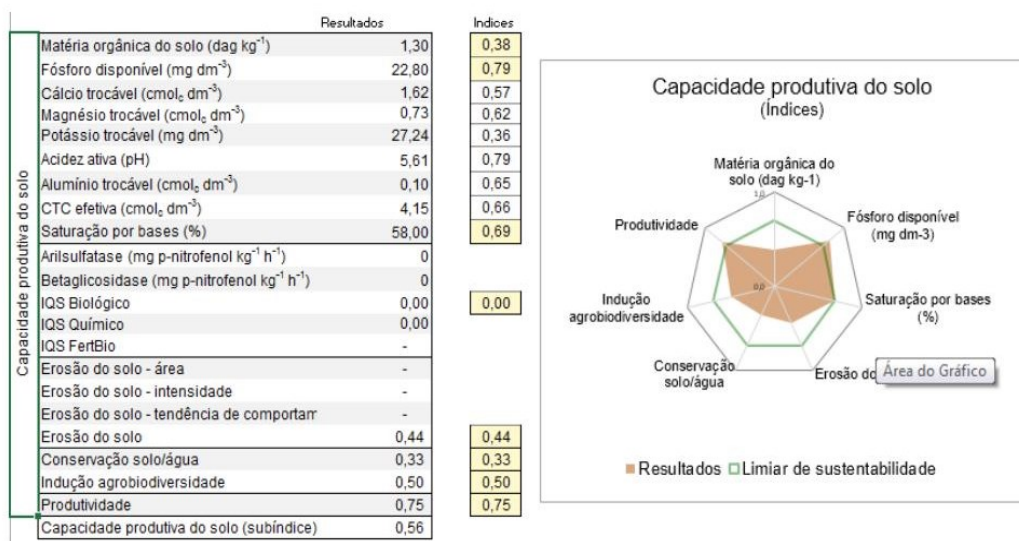 Resultados Indices
Capacidade produtiva do solo
Matéria orgânica do solo (dag kg⁻¹) 1,30 0,38
Fósforo disponível (mg dm⁻³) 22,80 0,79
Cálcio trocável (cmolc dm⁻³) 1,62 0,57
Magnésio trocável (cmolc dm⁻³) 0,73 0,62
Potássio trocável (mg dm⁻³) 27,24 0,36
Acidez ativa (pH) 5,61 0,79
Alumínio trocável (cmolc dm⁻³) 0,10 0,65
CTC efetiva (cmolc dm⁻³) 4,15 0,66
Saturação por bases (%) 58,00 0,69
Arilsulfatase (mg p-nitrofenol kg⁻¹ h⁻¹) 0
Betaglicosidase (mg p-nitrofenol kg⁻¹ h⁻¹) 0
IQS Biológico 0,00 0,00
IQS Químico 0,00
IQS FertBio -
Erosão do solo - área -
Erosão do solo - intensidade -
Erosão do solo - tendência de comportam -
Erosão do solo 0,44 0,44
Conservação solo/água 0,33 0,33
Indução agrobiodiversidade 0,50 0,50
Produtividade 0,75 0,75
Capacidade produtiva do solo (subíndice) 0,56
Capacidade produtiva do solo
(Índices)
Matéria orgânica do
solo (dag kg-1)
1,0
Fósforo disponível
(mg dm-3)
Produtividade
0,0
Saturação por bases
(%)
Indução
agrobiodiversidade
Conservação
solo/água
Erosão do
Área do Gráfico
Resultados Limiar de sustentabilidade